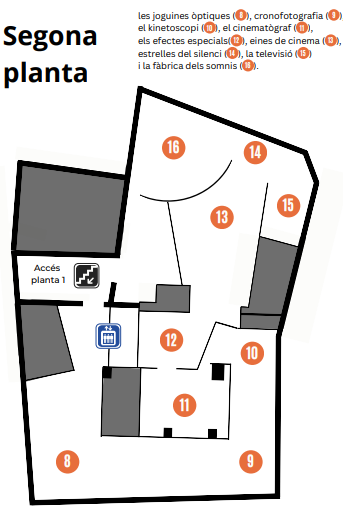 Segona
planta
les joguines òptiques (8), cronofotografia (9)
el kinetoscopi (10), el cinematògraf (11),
els efectes especials(12), eines de cinema (13),
estrelles del silenci (14), la televisió (15)
i la fàbrica dels somnis (16).
16
14
15
13
Accés
planta 1
12
10
11
8
9